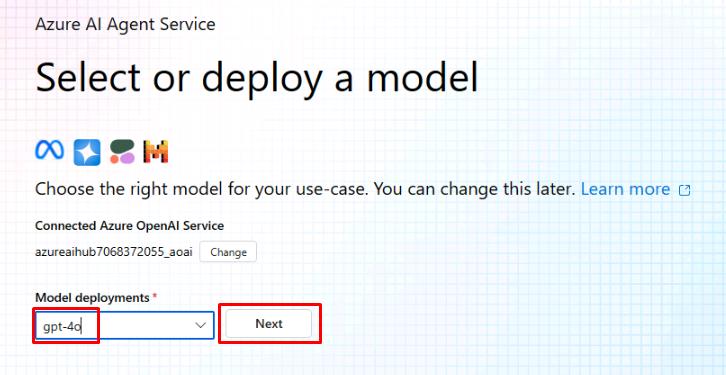 Azure AI Agent Service
Select or deploy a model
Choose the right model for your use-case. You can change this later. Learn more
Connected Azure OpenAI Service
azureaihub7068372055_aoai Change
Model deployments *
gpt-4o Next